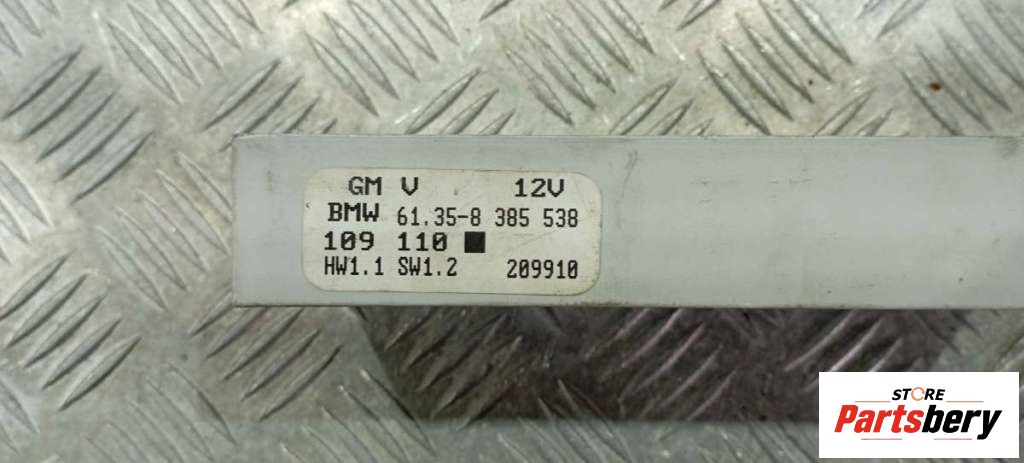 GM V 12V
BMW 61.35-8 385 538
109 110
HW1.1 SW1.2 209910
STORE
Partsbery